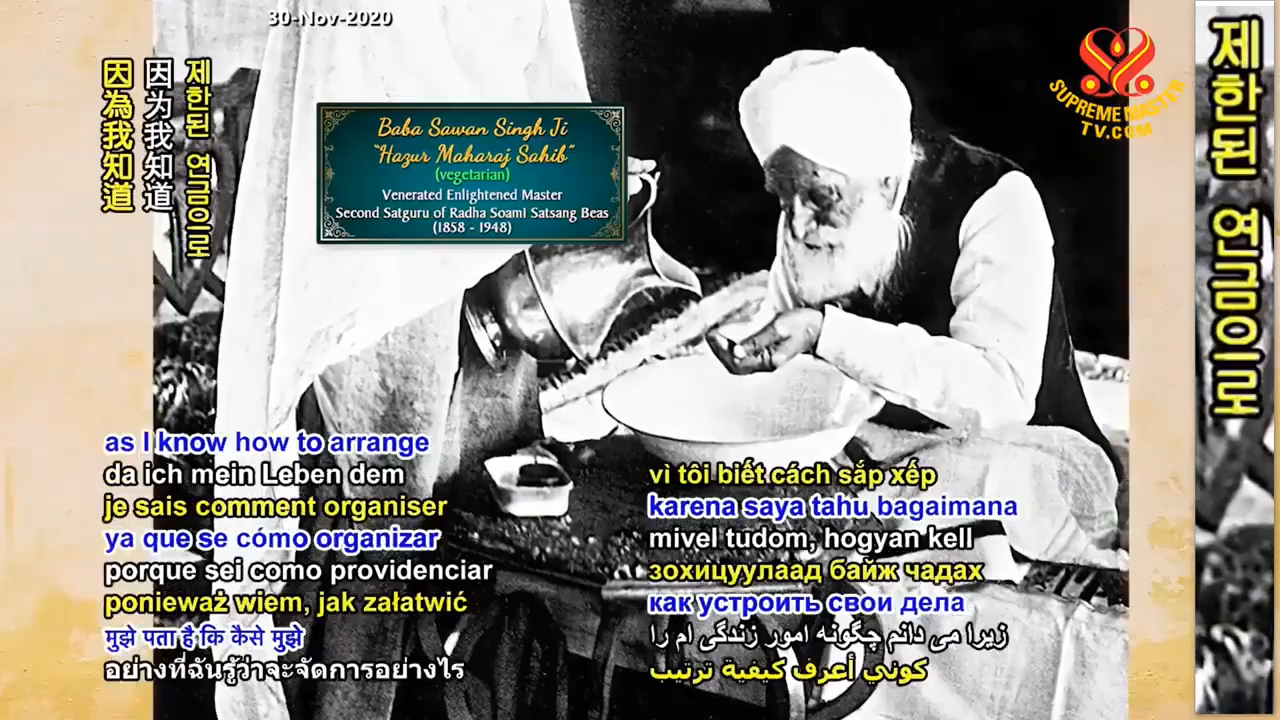 30-Nov-2020
SUPREME MASTER
TV.COM
因為我知道
因为我知道
제한된 연금으로
Baba Sawan Singh Ji
“Hazur Maharaj Sahib”
(vegetarian)
Venerated Enlightened Master
Second Satguru of Radha Soami Satsang Beas
(1858 - 1948)
제한된 연금으로
as I know how to arrange
da ich mein Leben dem
je sais comment organiser
ya que se cómo organizar
porque sei como providenciar
ponieważ wiem, jak załatwić
मुझे पता है कि कैसे मुझे
อย่างที่ฉันรู้ว่าจะจัดการอย่างไร
vì tôi biết cách sắp xếp
karena saya tahu bagaimana
mivel tudom, hogyan kell
зохицуулаад байж чадах
как устроить свои дела
زیرا می دانم چگونه امور زندگی ام را
كوني أعرف كيفية ترتيب